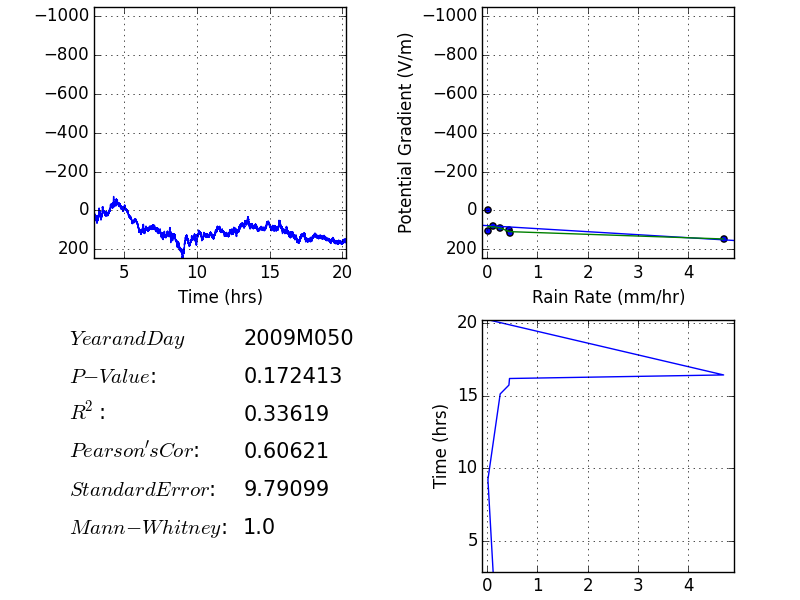 −1000
−800
−600
−400
−200
0
200
5 10 15 20
Time (hrs)
Potential Gradient (V/m)
−1000
−800
−600
−400
−200
0
200
0 1 2 3 4
Rain Rate (mm/hr)
YearandDay 2009M050
P−Value: 0.172413
R²: 0.33619
Pearson'sCor: 0.60621
StandardError: 9.79099
Mann−Whitney: 1.0
Time (hrs)
20
15
10
5
0 1 2 3 4